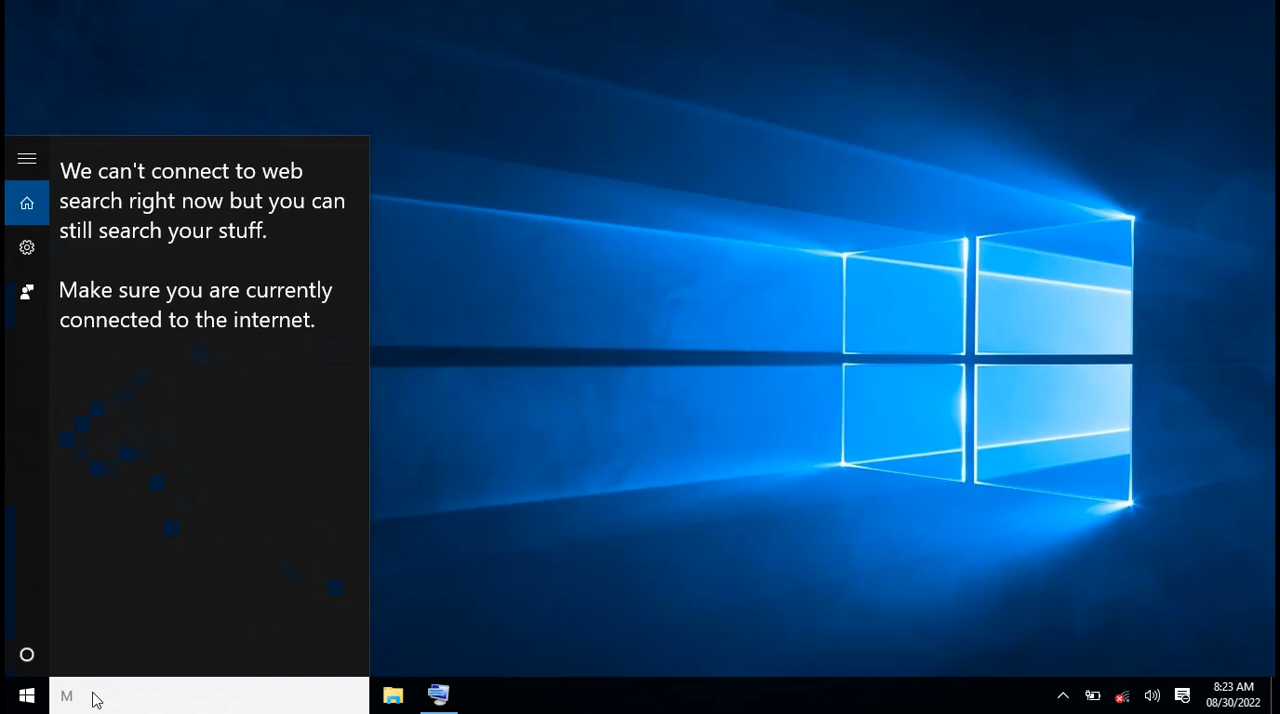 We can't connect to web
search right now but you can
still search your stuff.
Make sure you are currently
connected to the internet.
M
8:23 AM
08/30/2022